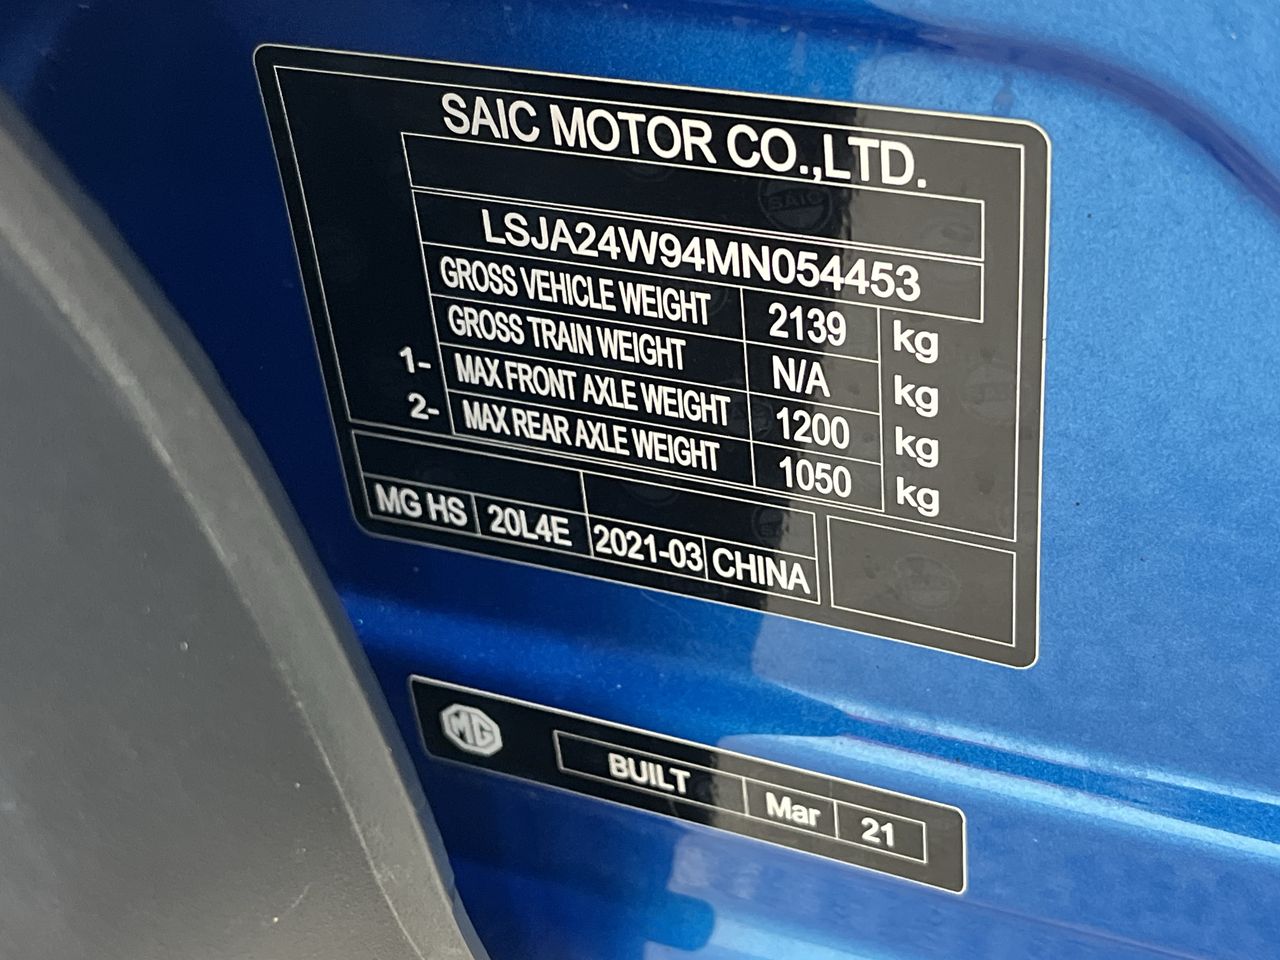 SAIC MOTOR CO.,LTD.
LSJA24W94MN054453
GROSS VEHICLE WEIGHT 2139 kg
GROSS TRAIN WEIGHT N/A kg
1- MAX FRONT AXLE WEIGHT 1200 kg
2- MAX REAR AXLE WEIGHT 1050 kg
MG HS 20L4E 2021-03 CHINA
MG BUILT Mar 21